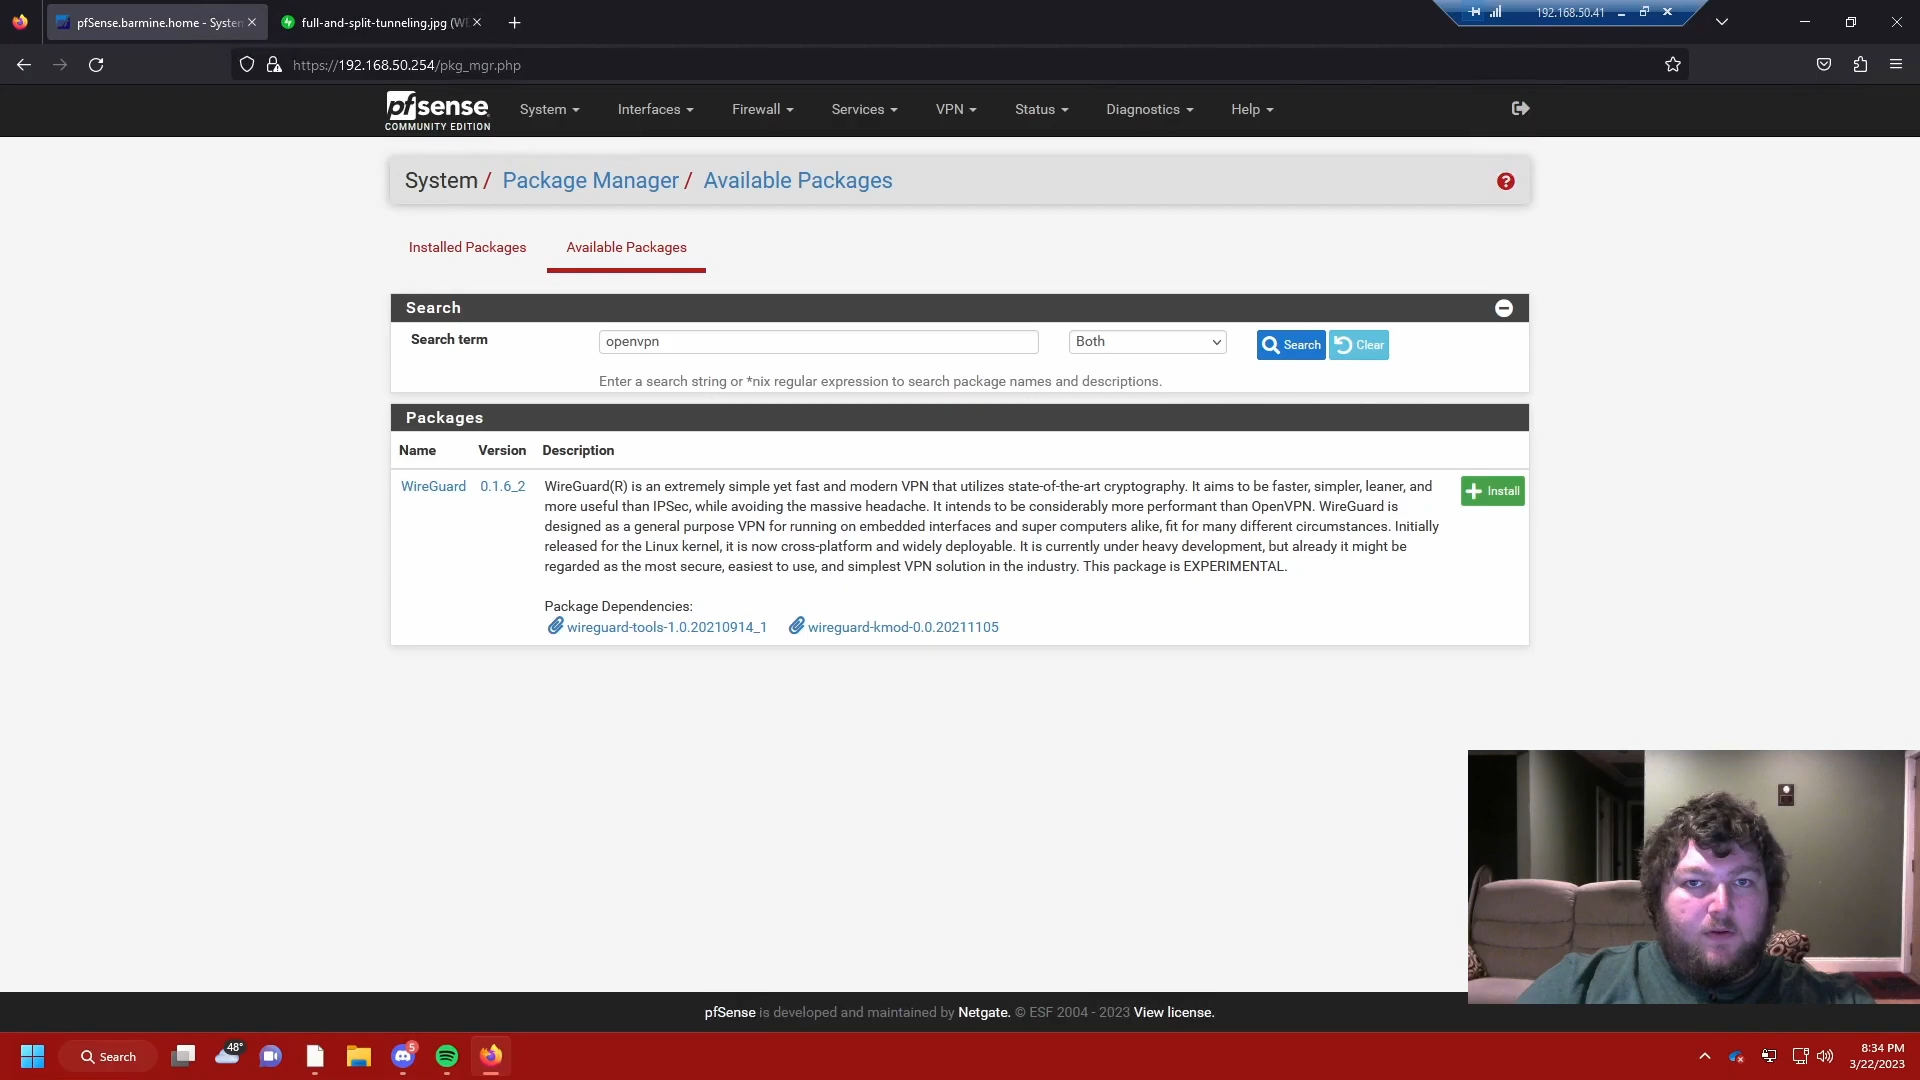 pfSense.barmine.home - System
full-and-split-tunneling.jpg (WE
192.168.50.41
https://192.168.50.254/pkg_mgr.php
pfsense
COMMUNITY EDITION
System
Interfaces
Firewall
Services
VPN
Status
Diagnostics
Help
System / Package Manager / Available Packages
Installed Packages
Available Packages
Search
Search term
openvpn
Both
Search
Clear
Enter a search string or *nix regular expression to search package names and descriptions.
Packages
Name Version Description
WireGuard 0.1.6_2 WireGuard(R) is an extremely simple yet fast and modern VPN that utilizes state-of-the-art cryptography. It aims to be faster, simpler, leaner, and
more useful than IPSec, while avoiding the massive headache. It intends to be considerably more performant than OpenVPN. WireGuard is
designed as a general purpose VPN for running on embedded interfaces and super computers alike, fit for many different circumstances. Initially
released for the Linux kernel, it is now cross-platform and widely deployable. It is currently under heavy development, but already it might be
regarded as the most secure, easiest to use, and simplest VPN solution in the industry. This package is EXPERIMENTAL.
Install
Package Dependencies:
wireguard-tools-1.0.20210914_1 wireguard-kmod-0.0.20211105
pfSense is developed and maintained by Netgate. © ESF 2004 - 2023 View license.
Search
48°
5
8:34 PM
3/22/2023